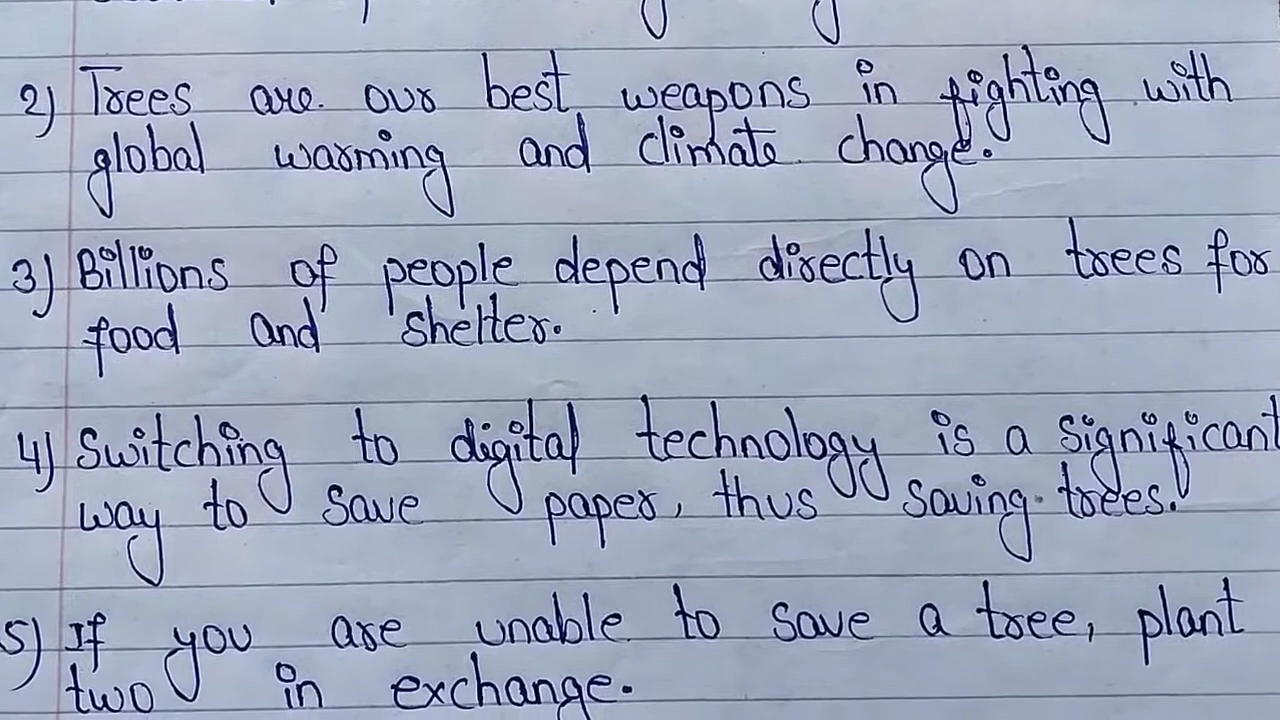 2) Trees are our best weapons in fighting with
global warming and climate change.
3) Billions of people depend directly on trees for
food and shelter.
4) Switching to digital technology is a significant
way to save paper, thus saving trees.
5) If you are unable to save a tree, plant
two in exchange.